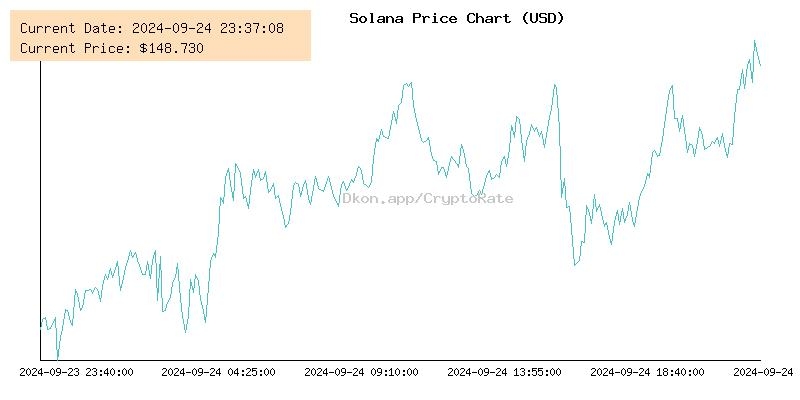 Solana Price Chart (USD)
Current Date: 2024-09-24 23:37:08
Current Price: $148.730
Dkon.app/CryptoRate
2024-09-23 23:40:00 2024-09-24 04:25:00 2024-09-24 09:10:00 2024-09-24 13:55:00 2024-09-24 18:40:00 2024-09-24